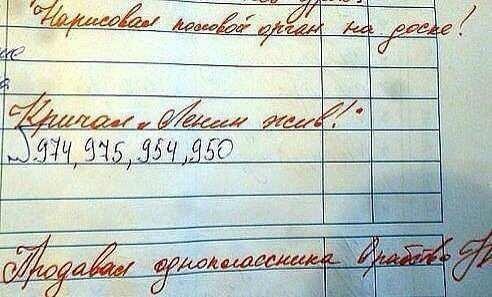 Нарисовал половой орган на доске!
Кричал „Ленин жив!"
974, 975, 954, 950
Продавал одноклассника в рабство